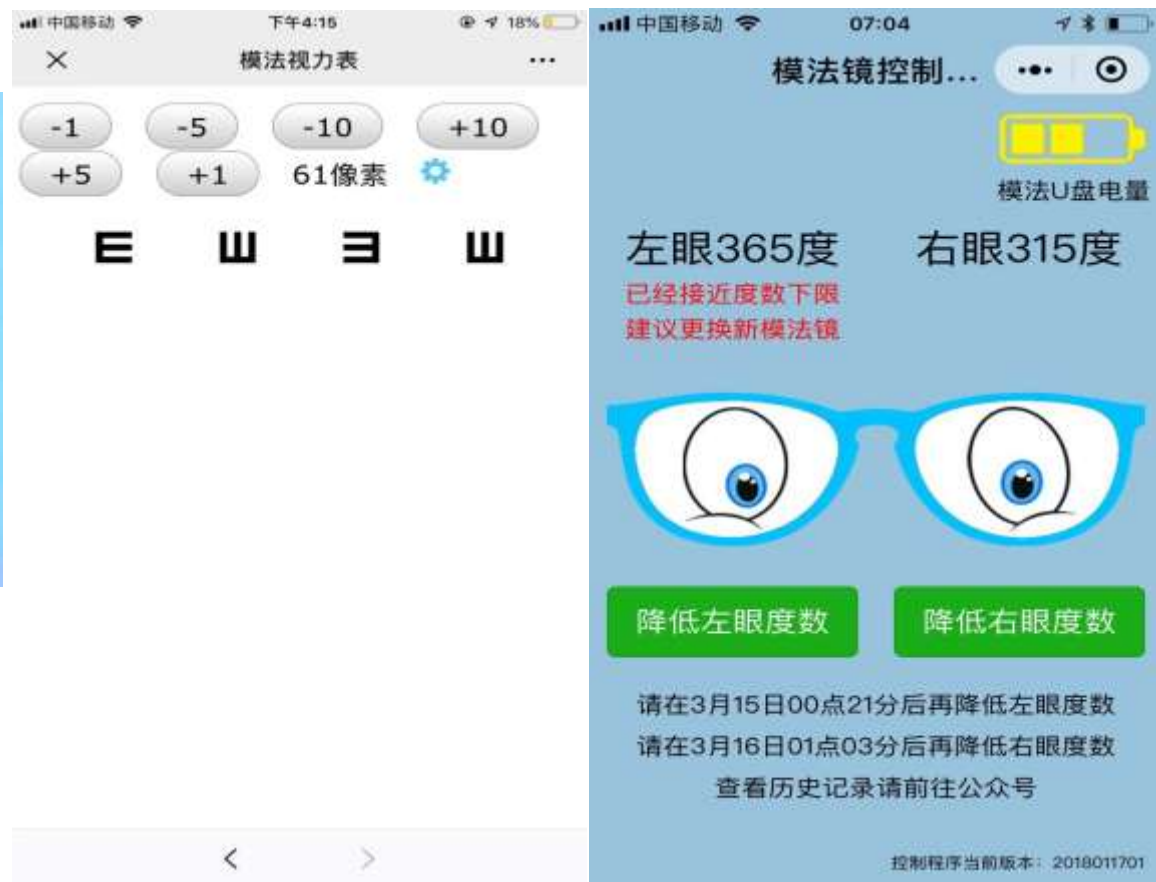 中国移动 下午4:15 18%
模法视力表
-1 -5 -10 +10
+5 +1 61像素
E Ш Ǝ Ш
中国移动 07:04
模法镜控制...
模法U盘电量
左眼365度 右眼315度
已经接近度数下限
建议更换新模法镜
降低左眼度数 降低右眼度数
请在3月15日00点21分后再降低左眼度数
请在3月16日01点03分后再降低右眼度数
查看历史记录请前往公众号
控制程序当前版本：2018011701